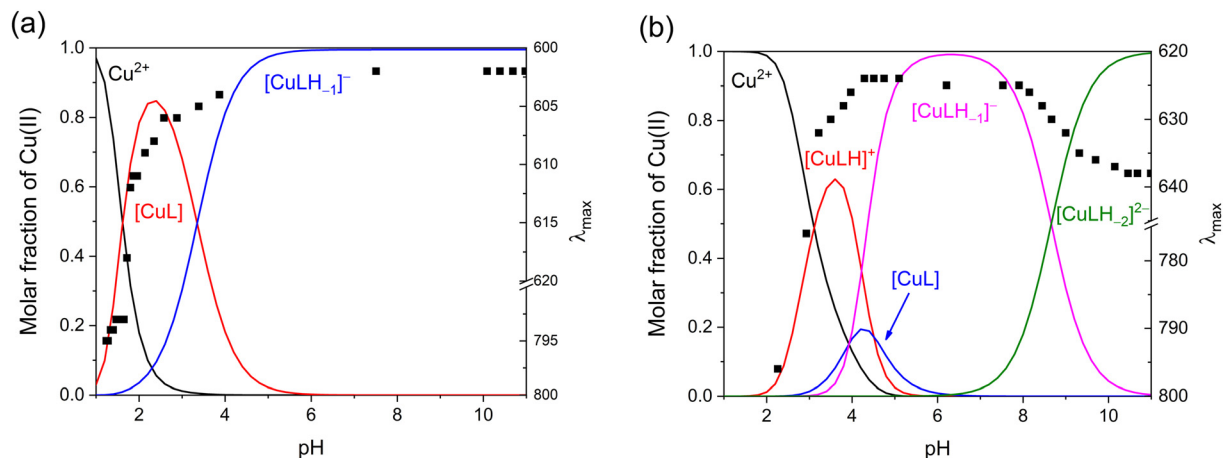 (a)
Molar fraction of Cu(II)
1.0
0.8
0.6
0.4
0.2
0.0
Cu²⁺
[CuL]
[CuLH₋₁]⁻
600
605
610
615
620
795
800
λmax
2
4
6
8
10
pH
(b)
Molar fraction of Cu(II)
1.0
0.8
0.6
0.4
0.2
0.0
Cu²⁺
[CuLH]⁺
[CuLH₋₁]⁻
[CuLH₋₂]²⁻
[CuL]
620
625
630
635
640
780
790
800
λmax
2
4
6
8
10
pH